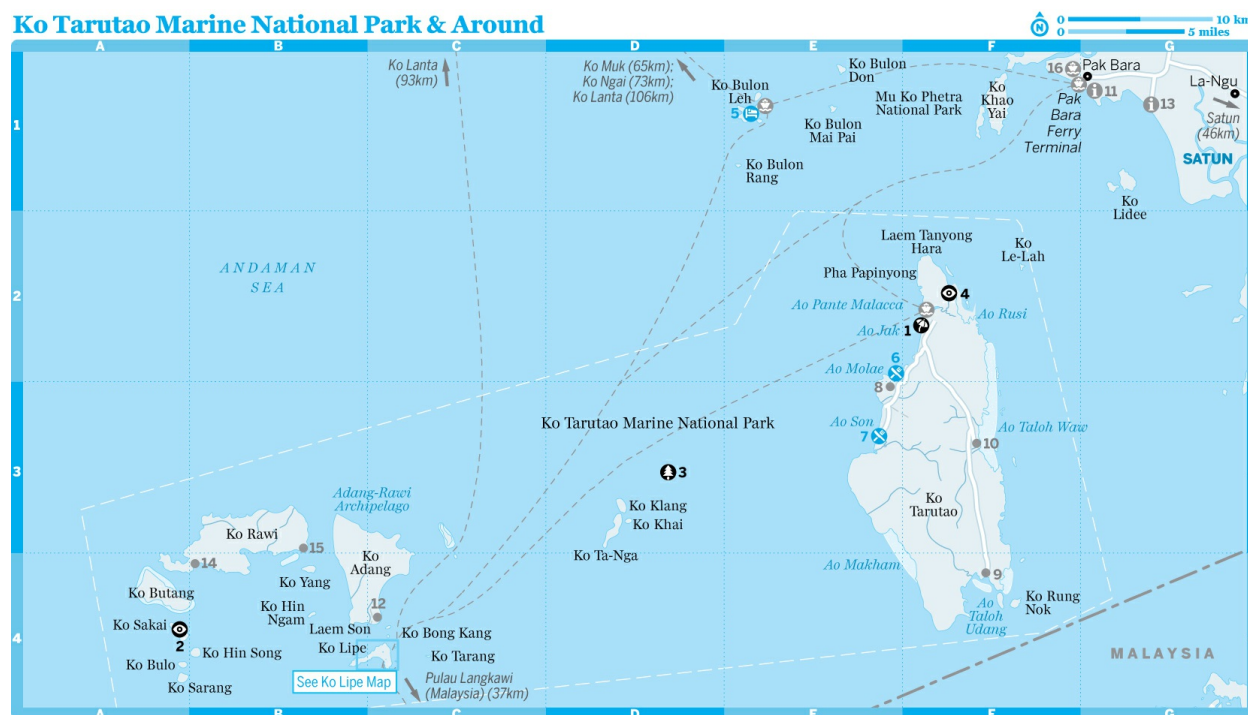 Ko Tarutao Marine National Park & Around
0 10 km
0 5 miles
N
A B C D E F G
Ko Lanta
(93km)
Ko Muk (65km);
Ko Ngai (73km);
Ko Lanta (106km)
Ko Bulon
Leh
5
Ko Bulon
Don
16 Pak Bara
La-Ngu
11
13
Satun
(46km)
SATUN
Pak
Bara
Ferry
Terminal
Ko
Khao
Yai
Mu Ko Phetra
National Park
Ko Bulon
Mai Pai
Ko Bulon
Rang
Ko
Lidee
1
ANDAMAN
SEA
2
Laem Tanyong
Hara
Ko
Le-Lah
Pha Papinyong
4
Ao Pante Malacca
Ao Rusi
Ao Jak 1
6
Ao Molae
8
Ao Son
7
Ko Tarutao Marine National Park
Ao Taloh Waw
10
3
3
Ko Klang
Ko Khai
Ko Ta-Nga
Ko
Tarutao
Adang-Rawi
Archipelago
Ko Rawi
15
14
Ko
Adang
Ko Yang
Ko Butang
Ao Makham
9
Ko Rung
Nok
Ao
Taloh
Udang
12
Ko Hin
Ngam
Ko Sakai
2
4
Laem Son
Ko Bong Kang
Ko Lipe
Ko Hin Song
Ko Tarang
Ko Bulo
Ko Sarang
See Ko Lipe Map
Pulau Langkawi
(Malaysia) (37km)
MALAYSIA
A B C D E F G